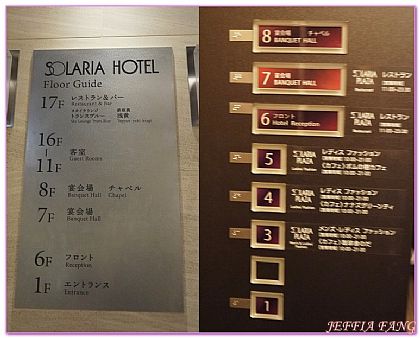 SOLARIA HOTEL
Floor Guide
17F レストラン&バー
Restaurant & Bar
スカイラウンジ
トランスブルー
浅黄
16F
客室
Guest Rooms
11F
8F 宴会場 チャペル
Banquet Hall Chapel
7F 宴会場
Banquet Hall
6F フロント
Reception
1F エントランス
Entrance
8 宴会場 チャペル
BANQUET HALL
7 宴会場
BANQUET HALL
SOLARIA PLAZA
レストラン
11:00-23:00
6 フロント
Hotel Reception
SOLARIA PLAZA
レストラン
5
SOLARIA PLAZA
レディス ファッション
4
SOLARIA PLAZA
レディス ファッション
3
SOLARIA PLAZA
メンズ・レディス ファッション
1
JEFFIA FANG